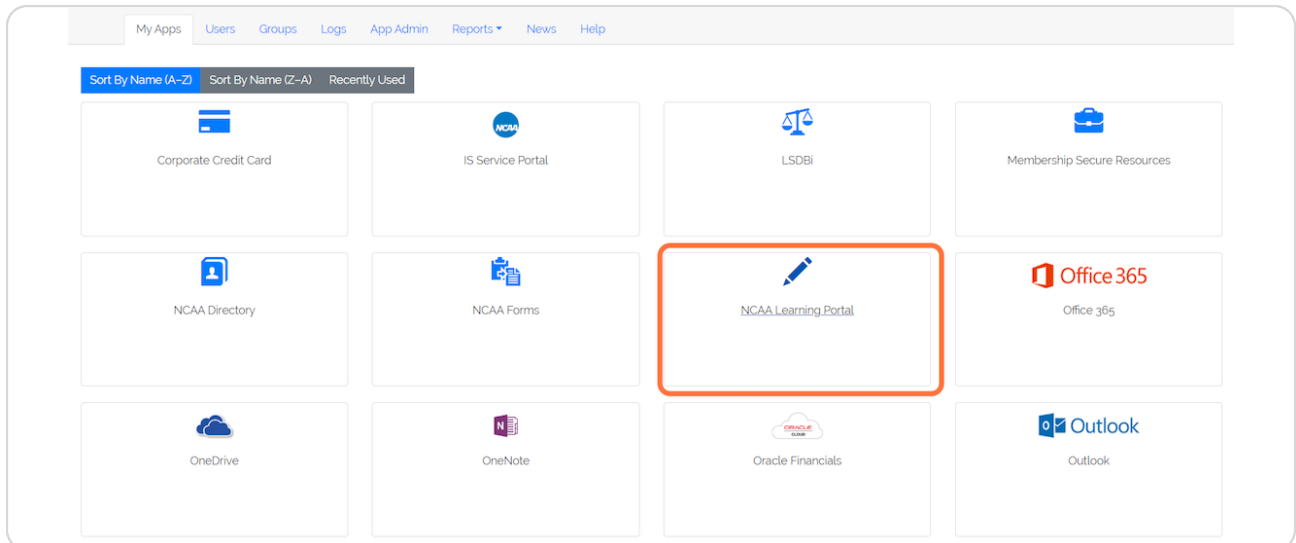 My Apps Users Groups Logs App Admin Reports News Help
Sort By Name (A-Z) Sort By Name (Z-A) Recently Used
NCAA
Corporate Credit Card IS Service Portal LSDBi Membership Secure Resources
Office 365
NCAA Directory NCAA Forms NCAA Learning Portal Office 365
N ORACLE CLOUD o Outlook
OneDrive OneNote Oracle Financials Outlook